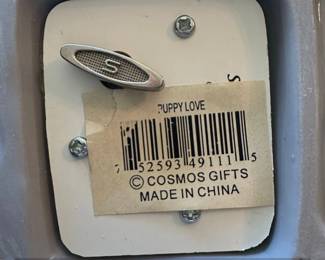 S
S
PUPPY LOVE
7 52593 49111 5
© COSMOS GIFTS
MADE IN CHINA